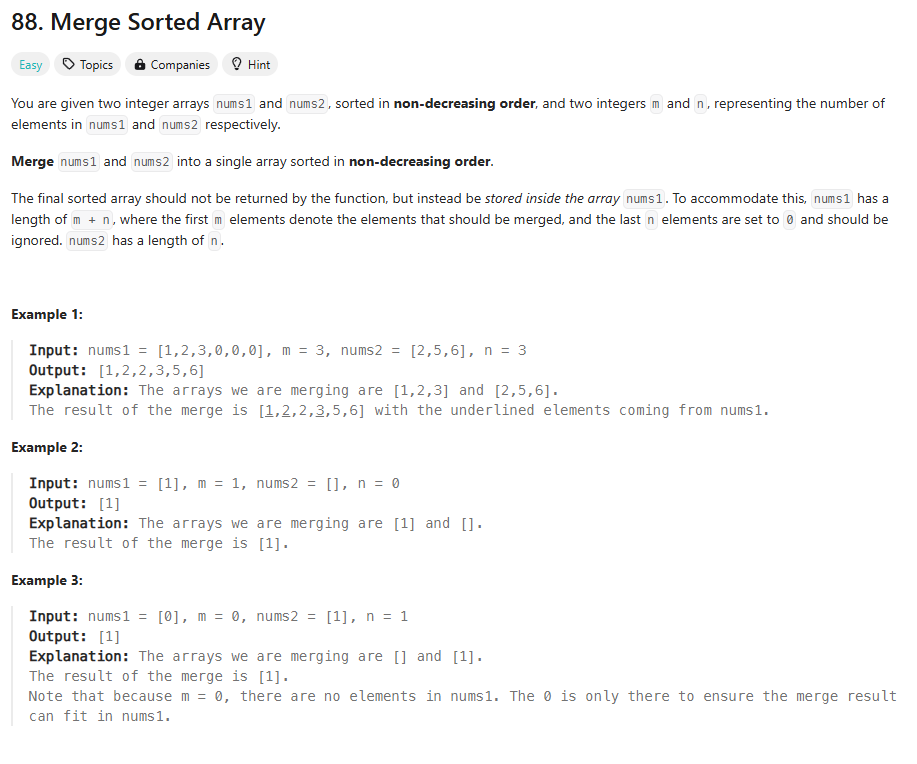 88. Merge Sorted Array
Easy Topics Companies Hint
You are given two integer arrays nums1 and nums2, sorted in non-decreasing order, and two integers m and n, representing the number of
elements in nums1 and nums2 respectively.
Merge nums1 and nums2 into a single array sorted in non-decreasing order.
The final sorted array should not be returned by the function, but instead be stored inside the array nums1. To accommodate this, nums1 has a
length of m + n, where the first m elements denote the elements that should be merged, and the last n elements are set to 0 and should be
ignored. nums2 has a length of n.
Example 1:
Input: nums1 = [1,2,3,0,0,0], m = 3, nums2 = [2,5,6], n = 3
Output: [1,2,2,3,5,6]
Explanation: The arrays we are merging are [1,2,3] and [2,5,6].
The result of the merge is [1,2,2,3,5,6] with the underlined elements coming from nums1.
Example 2:
Input: nums1 = [1], m = 1, nums2 = [], n = 0
Output: [1]
Explanation: The arrays we are merging are [1] and [].
The result of the merge is [1].
Example 3:
Input: nums1 = [0], m = 0, nums2 = [1], n = 1
Output: [1]
Explanation: The arrays we are merging are [] and [1].
The result of the merge is [1].
Note that because m = 0, there are no elements in nums1. The 0 is only there to ensure the merge result
can fit in nums1.